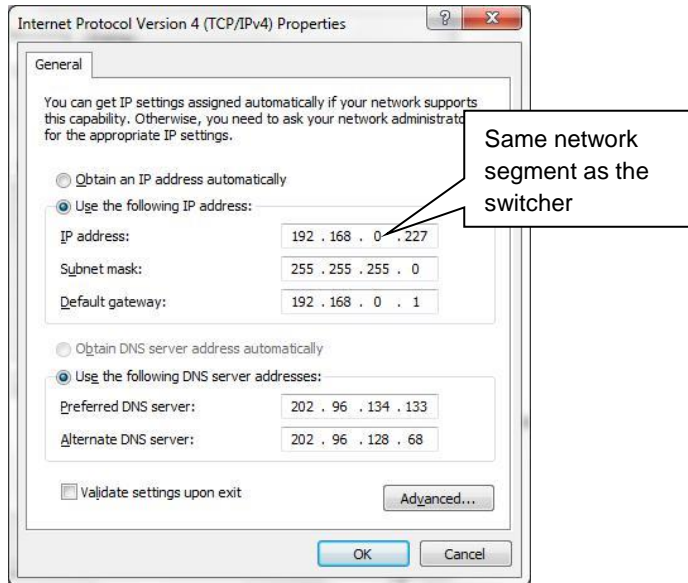 Internet Protocol Version 4 (TCP/IPv4) Properties
General
You can get IP settings assigned automatically if your network supports
this capability. Otherwise, you need to ask your network administrato
for the appropriate IP settings.
Same network
segment as the
switcher
Obtain an IP address automatically
Use the following IP address:
IP address: 192 . 168 . 0 . 227
Subnet mask: 255 . 255 . 255 . 0
Default gateway: 192 . 168 . 0 . 1
Obtain DNS server address automatically
Use the following DNS server addresses:
Preferred DNS server: 202 . 96 . 134 . 133
Alternate DNS server: 202 . 96 . 128 . 68
Validate settings upon exit
Advanced...
OK Cancel